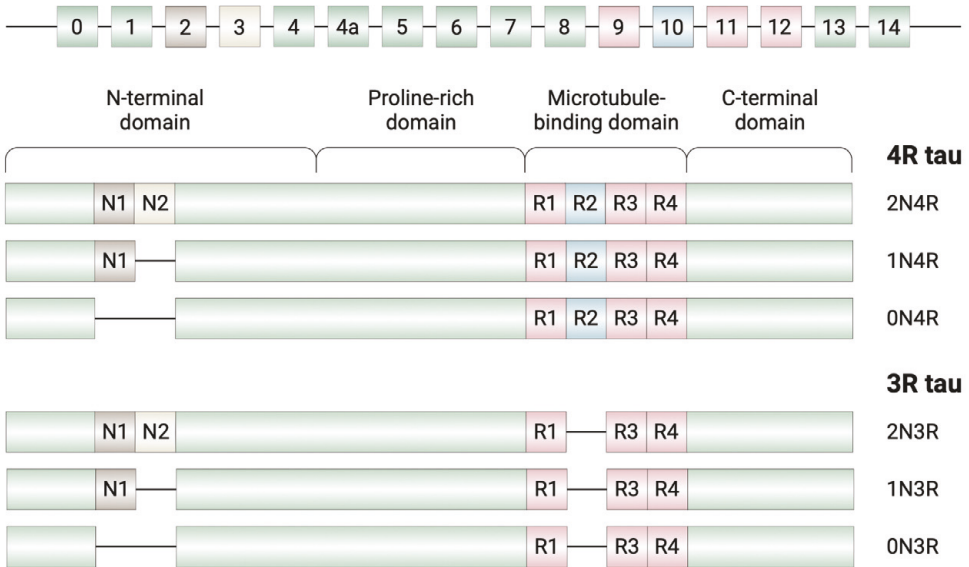 0 1 2 3 4 4a 5 6 7 8 9 10 11 12 13 14
N-terminal
domain
Proline-rich
domain
Microtubule-
binding domain
C-terminal
domain
4R tau
N1 N2 R1 R2 R3 R4 2N4R
N1 R1 R2 R3 R4 1N4R
R1 R2 R3 R4 0N4R
3R tau
N1 N2 R1 R3 R4 2N3R
N1 R1 R3 R4 1N3R
R1 R3 R4 0N3R